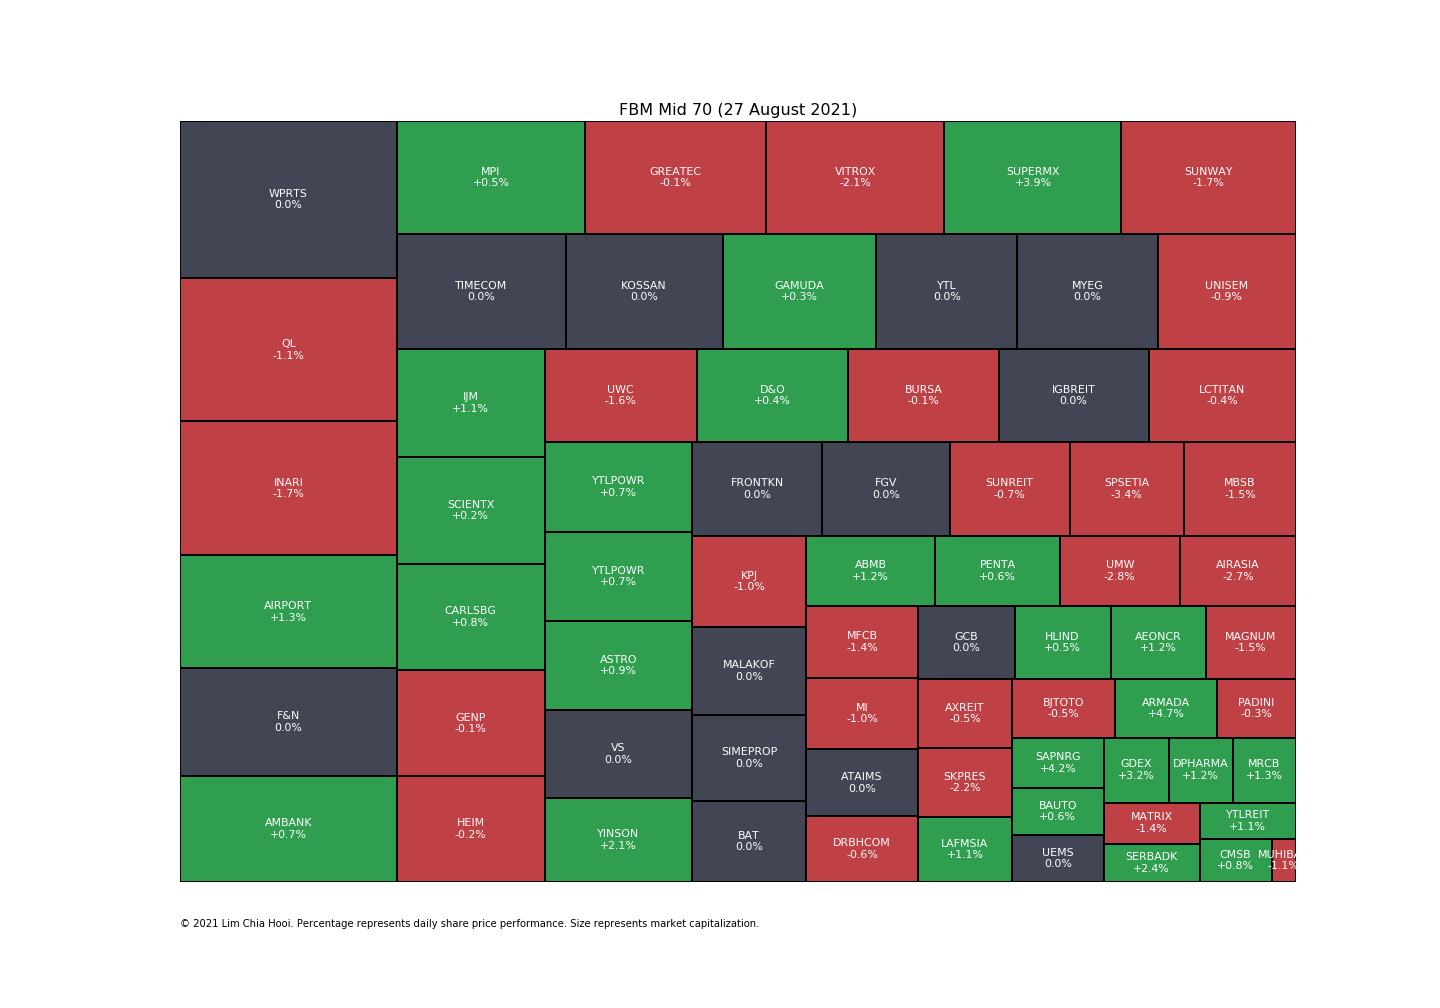 FBM Mid 70 (27 August 2021)
WPRTS
0.0%
QL
-1.1%
INARI
-1.7%
AIRPORT
+1.3%
F&N
0.0%
AMBANK
+0.7%
MPI
+0.5%
GREATEC
-0.1%
VITROX
-2.1%
SUPERMX
+3.9%
SUNWAY
-1.7%
TIMECOM
0.0%
KOSSAN
0.0%
GAMUDA
+0.3%
YTL
0.0%
MYEG
0.0%
UNISEM
-0.9%
IJM
+1.1%
SCIENTX
+0.2%
CARLSBG
+0.8%
GENP
-0.1%
HEIM
-0.2%
UWC
-1.6%
D&O
+0.4%
BURSA
-0.1%
IGBREIT
0.0%
LCTITAN
-0.4%
YTLPOWR
+0.7%
YTLPOWR
+0.7%
ASTRO
+0.9%
VS
0.0%
YINSON
+2.1%
FRONTKN
0.0%
FGV
0.0%
SUNREIT
-0.7%
SPSETIA
-3.4%
MBSB
-1.5%
KPJ
-1.0%
MALAKOF
0.0%
SIMEPROP
0.0%
BAT
0.0%
ABMB
+1.2%
PENTA
+0.6%
UMW
-2.8%
AIRASIA
-2.7%
MFCB
-1.4%
MI
-1.0%
ATAIMS
0.0%
DRBHCOM
-0.6%
GCB
0.0%
HLIND
+0.5%
AEONCR
+1.2%
MAGNUM
-1.5%
AXREIT
-0.5%
SKPRES
-2.2%
LAFMSIA
+1.1%
BJTOTO
-0.5%
ARMADA
+4.7%
PADINI
-0.3%
SAPNRG
+4.2%
BAUTO
+0.6%
UEMS
0.0%
GDEX
+3.2%
DPHARMA
+1.2%
MRCB
+1.3%
MATRIX
-1.4%
SERBADK
+2.4%
YTLREIT
+1.1%
CMSB
+0.8%
-1.1%
© 2021 Lim Chia Hooi. Percentage represents daily share price performance. Size represents market capitalization.